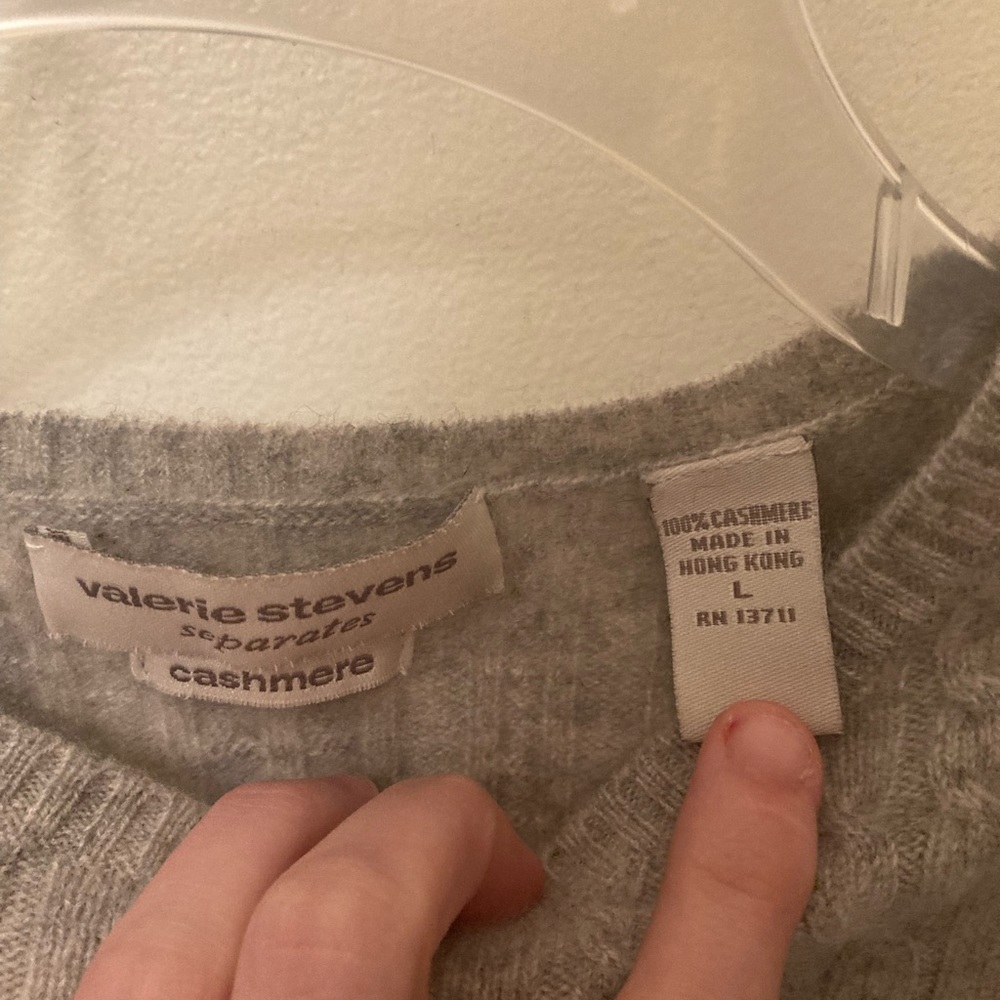 valerie stevens
separates
cashmere
100% CASHMERE
MADE IN
HONG KONG
L
RN 13711